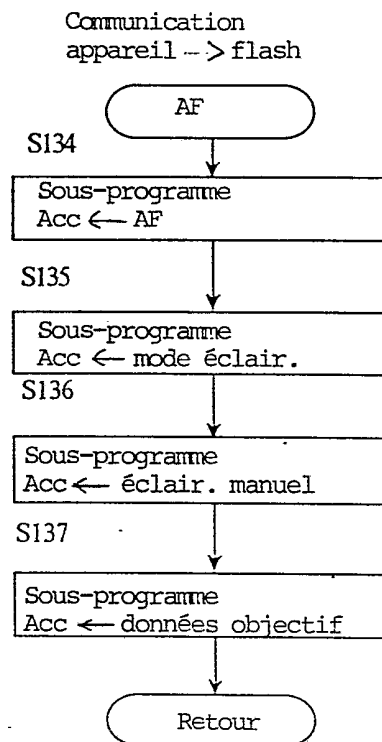 Communication
appareil --> flash
AF
S134
Sous-programme
Acc ← AF
S135
Sous-programme
Acc ← mode éclair.
S136
Sous-programme
Acc ← éclair. manuel
S137
Sous-programme
Acc ← données objectif
Retour